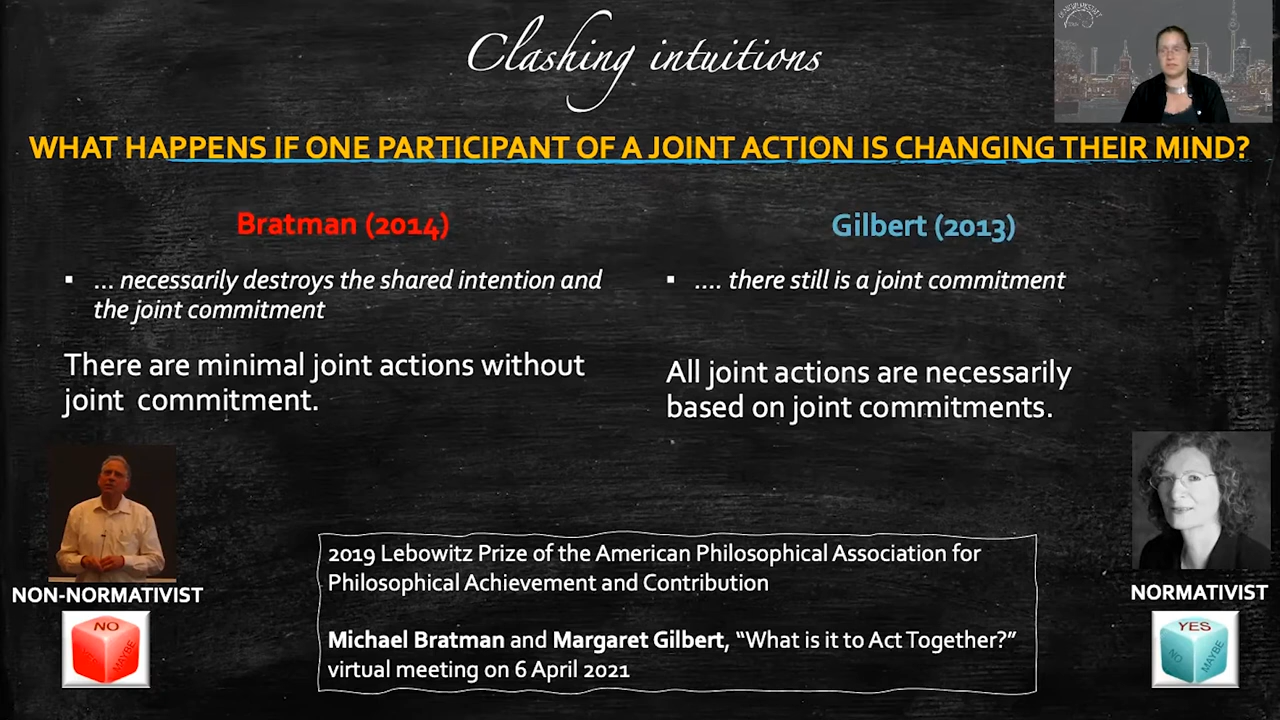 Clashing intuitions
WHAT HAPPENS IF ONE PARTICIPANT OF A JOINT ACTION IS CHANGING THEIR MIND?
Bratman (2014)
▪ ... necessarily destroys the shared intention and
the joint commitment
There are minimal joint actions without
joint commitment.
NON-NORMATIVIST
NO
MAYBE
Gilbert (2013)
▪ .... there still is a joint commitment
All joint actions are necessarily
based on joint commitments.
NORMATIVIST
YES
NO
MAYBE
2019 Lebowitz Prize of the American Philosophical Association for
Philosophical Achievement and Contribution
Michael Bratman and Margaret Gilbert, “What is it to Act Together?”
virtual meeting on 6 April 2021